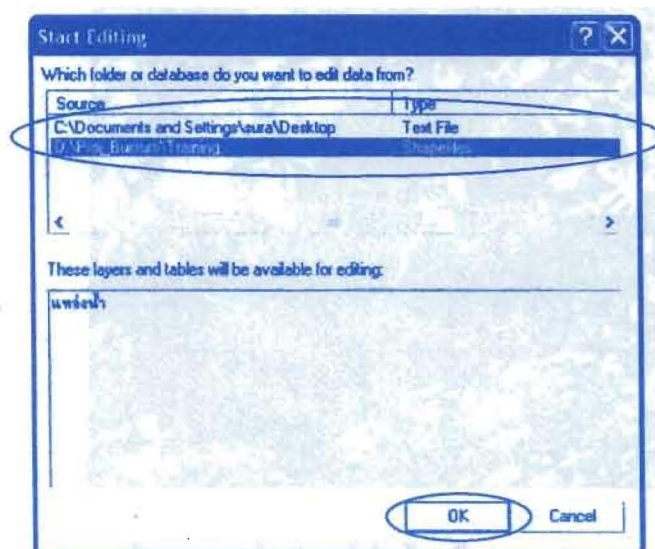 Start Editing
Which folder or database do you want to edit data from?
Source Type
C:\Documents and Settings\sura\Desktop Text File
Training Shapefiles
These layers and tables will be available for editing:
แหล่งน้ำ
OK Cancel